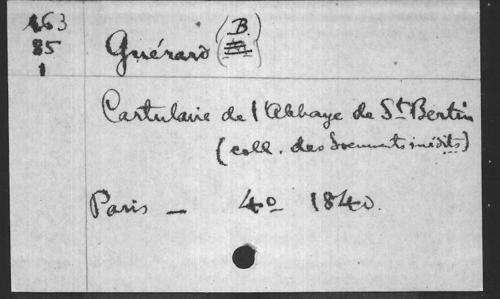 463
85
1
Guérard (B.)
Cartulaire de l'Abbaye de St Bertin
(coll. des documents inédits)
Paris — 4o 1840.